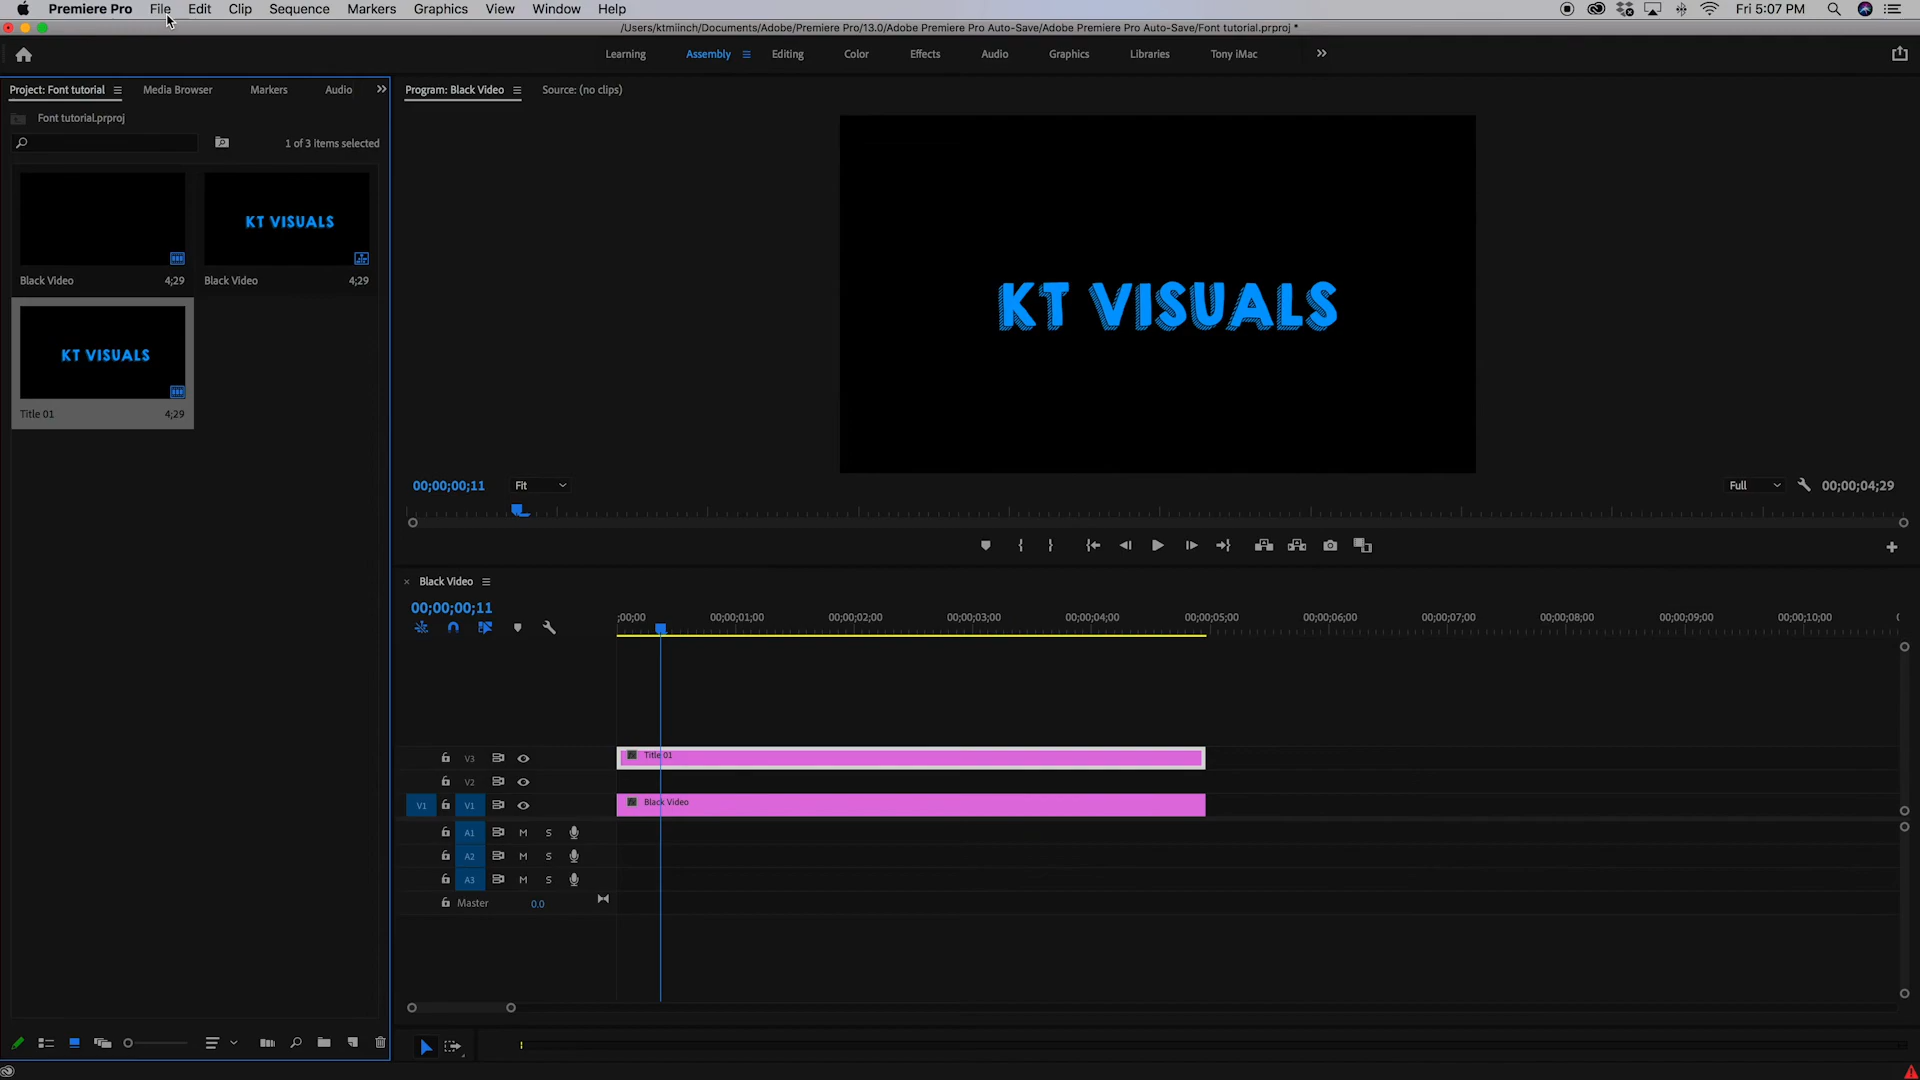 Premiere Pro File Edit Clip Sequence Markers Graphics View Window Help Fri 5:07 PM
/Users/ktmiinch/Documents/Adobe/Premiere Pro/13.0/Adobe Premiere Pro Auto-Save/Adobe Premiere Pro Auto-Save/Font tutorial.prproj *
Learning Assembly Editing Color Effects Audio Graphics Libraries Tony iMac
Project: Font tutorial Media Browser Markers Audio
Font tutorial.prproj
1 of 3 items selected
KT VISUALS
Black Video 4;29 Black Video 4;29
KT VISUALS
Title 01 4;29
Program: Black Video Source: (no clips)
KT VISUALS
00;00;00;11 Fit Full 00;00;04;29
Black Video
00;00;00;11
;00;00 00;00;01;00 00;00;02;00 00;00;03;00 00;00;04;00 00;00;05;00 00;00;06;00 00;00;07;00 00;00;08;00 00;00;09;00 00;00;10;00
V3 Title 01
V2
V1 V1 Black Video
A1 M S
A2 M S
A3 M S
Master 0.0